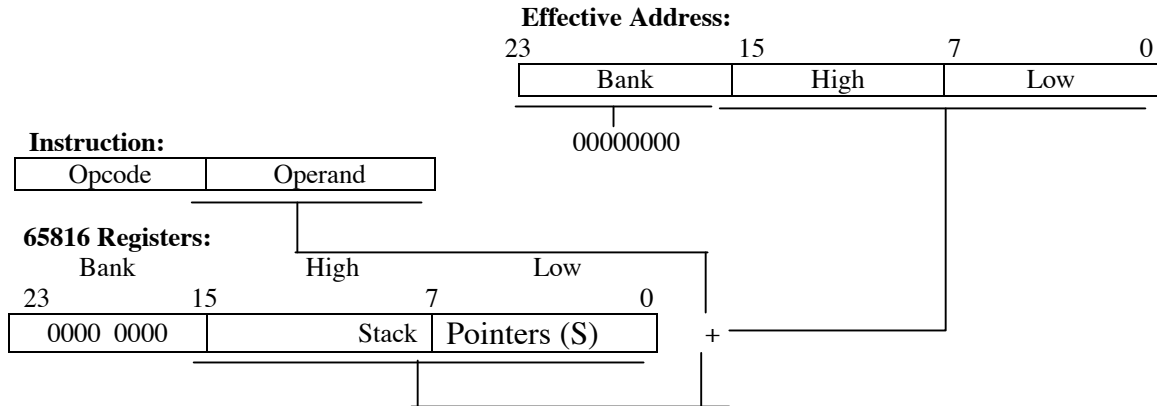 Effective Address:
23 15 7 0
Bank High Low
00000000
Instruction:
Opcode Operand
65816 Registers:
Bank High Low
23 15 7 0
0000 0000 Stack Pointers (S) +